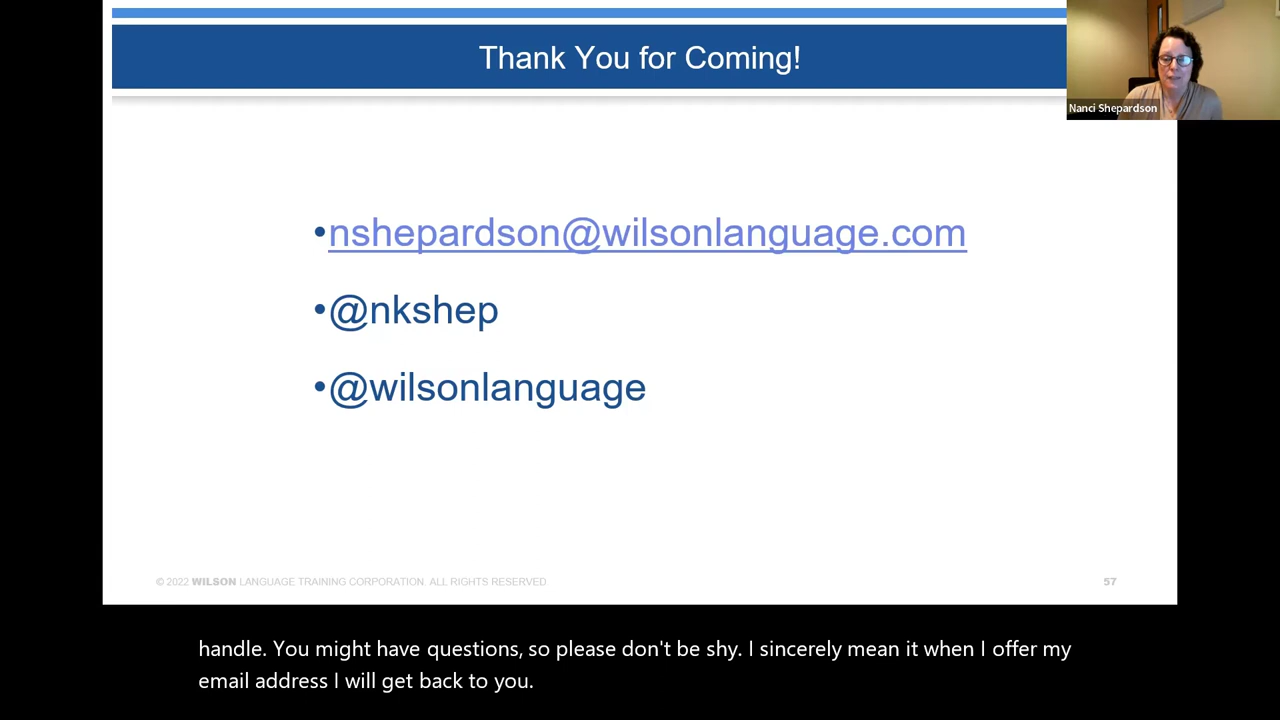 Thank You for Coming!
Nanci Shepardson
•nshepardson@wilsonlanguage.com
•@nkshep
•@wilsonlanguage
© 2022 WILSON LANGUAGE TRAINING CORPORATION. ALL RIGHTS RESERVED
57
handle. You might have questions, so please don't be shy. I sincerely mean it when I offer my
email address I will get back to you.